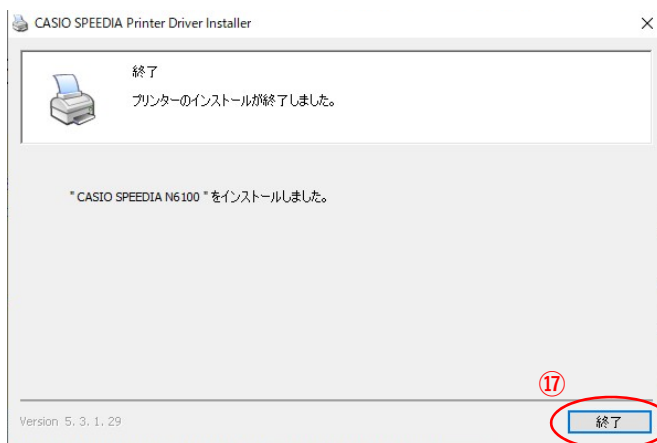 CASIO SPEEDIA Printer Driver Installer
終了
プリンターのインストールが終了しました。
" CASIO SPEEDIA N6100 " をインストールしました。
⑰
Version 5. 3. 1. 29
終了